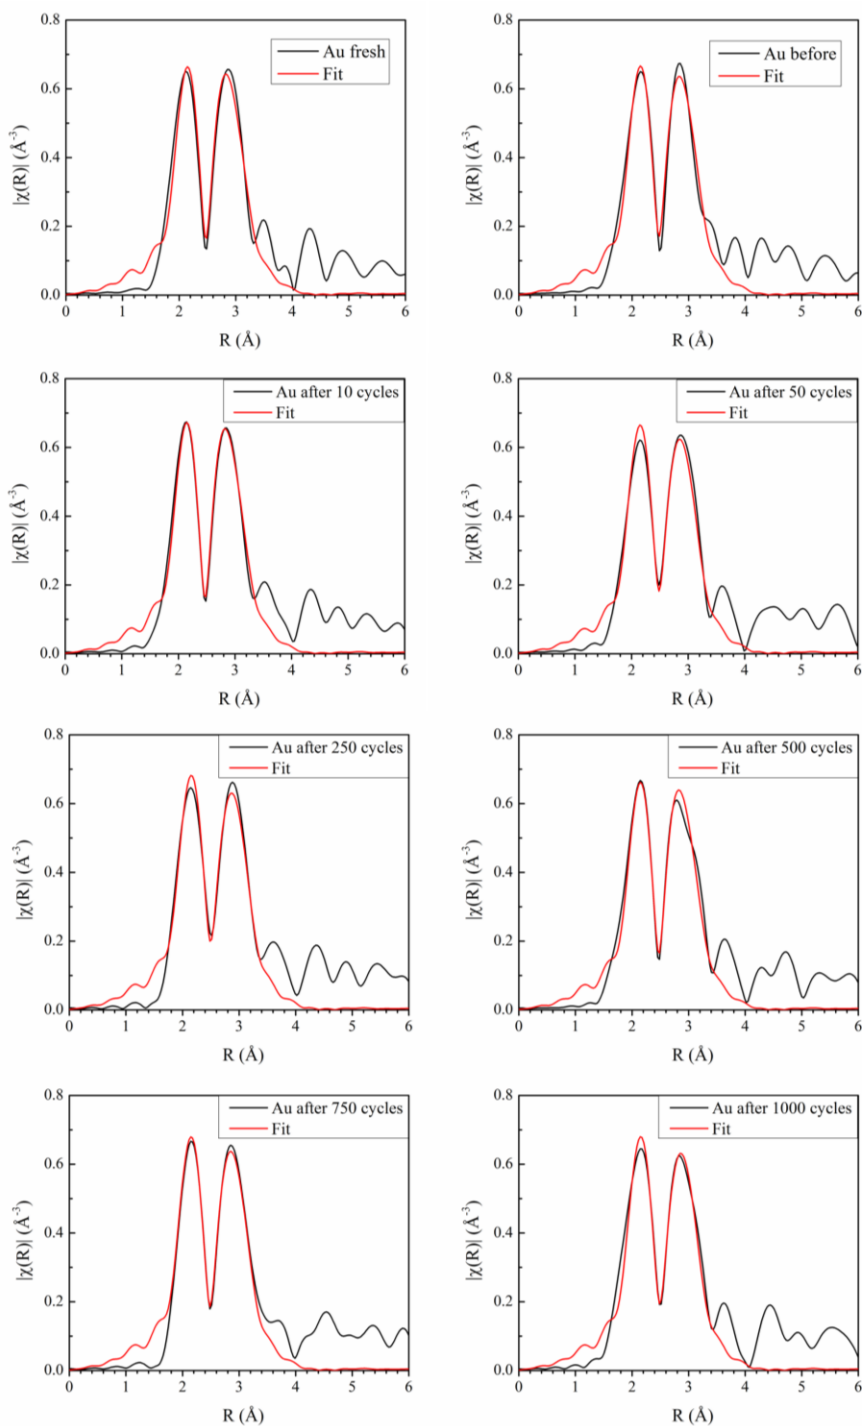 Au fresh
Fit
|χ(R)| (Å⁻³)
0.8
0.6
0.4
0.2
0.0
0 1 2 3 4 5 6
R (Å)
Au before
Fit
|χ(R)| (Å⁻³)
0.8
0.6
0.4
0.2
0.0
0 1 2 3 4 5 6
R (Å)
Au after 10 cycles
Fit
|χ(R)| (Å⁻³)
0.8
0.6
0.4
0.2
0.0
0 1 2 3 4 5 6
R (Å)
Au after 50 cycles
Fit
|χ(R)| (Å⁻³)
0.8
0.6
0.4
0.2
0.0
0 1 2 3 4 5 6
R (Å)
Au after 250 cycles
Fit
|χ(R)| (Å⁻³)
0.8
0.6
0.4
0.2
0.0
0 1 2 3 4 5 6
R (Å)
Au after 500 cycles
Fit
|χ(R)| (Å⁻³)
0.8
0.6
0.4
0.2
0.0
0 1 2 3 4 5 6
R (Å)
Au after 750 cycles
Fit
|χ(R)| (Å⁻³)
0.8
0.6
0.4
0.2
0.0
0 1 2 3 4 5 6
R (Å)
Au after 1000 cycles
Fit
|χ(R)| (Å⁻³)
0.8
0.6
0.4
0.2
0.0
0 1 2 3 4 5 6
R (Å)